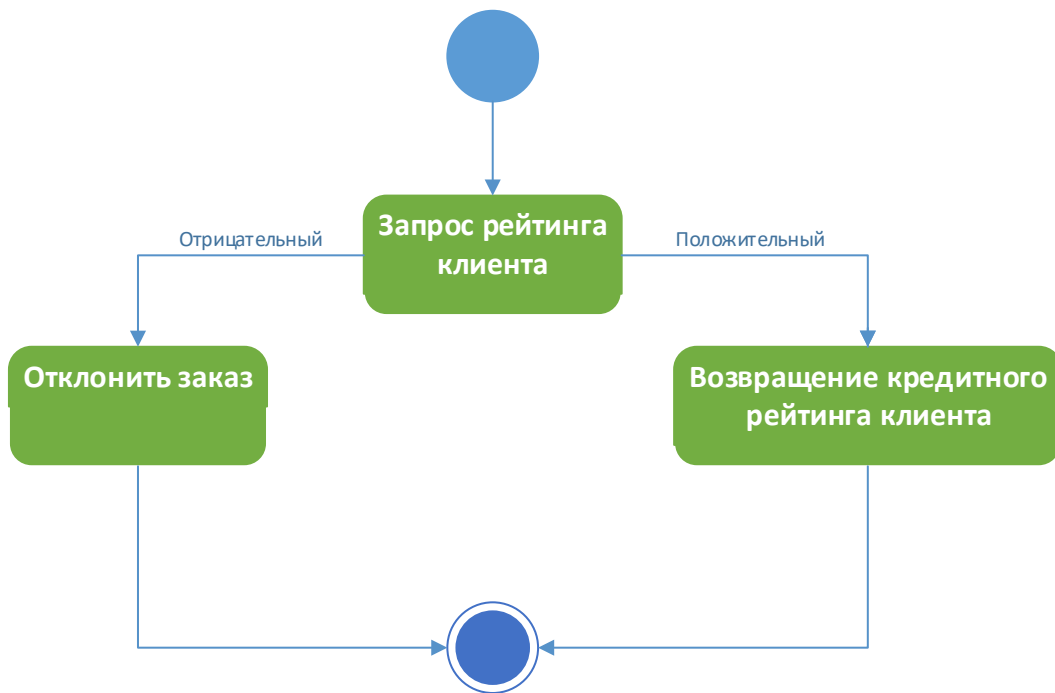 Запрос рейтинга
клиента
Отрицательный
Положительный
Отклонить заказ
Возвращение кредитного
рейтинга клиента